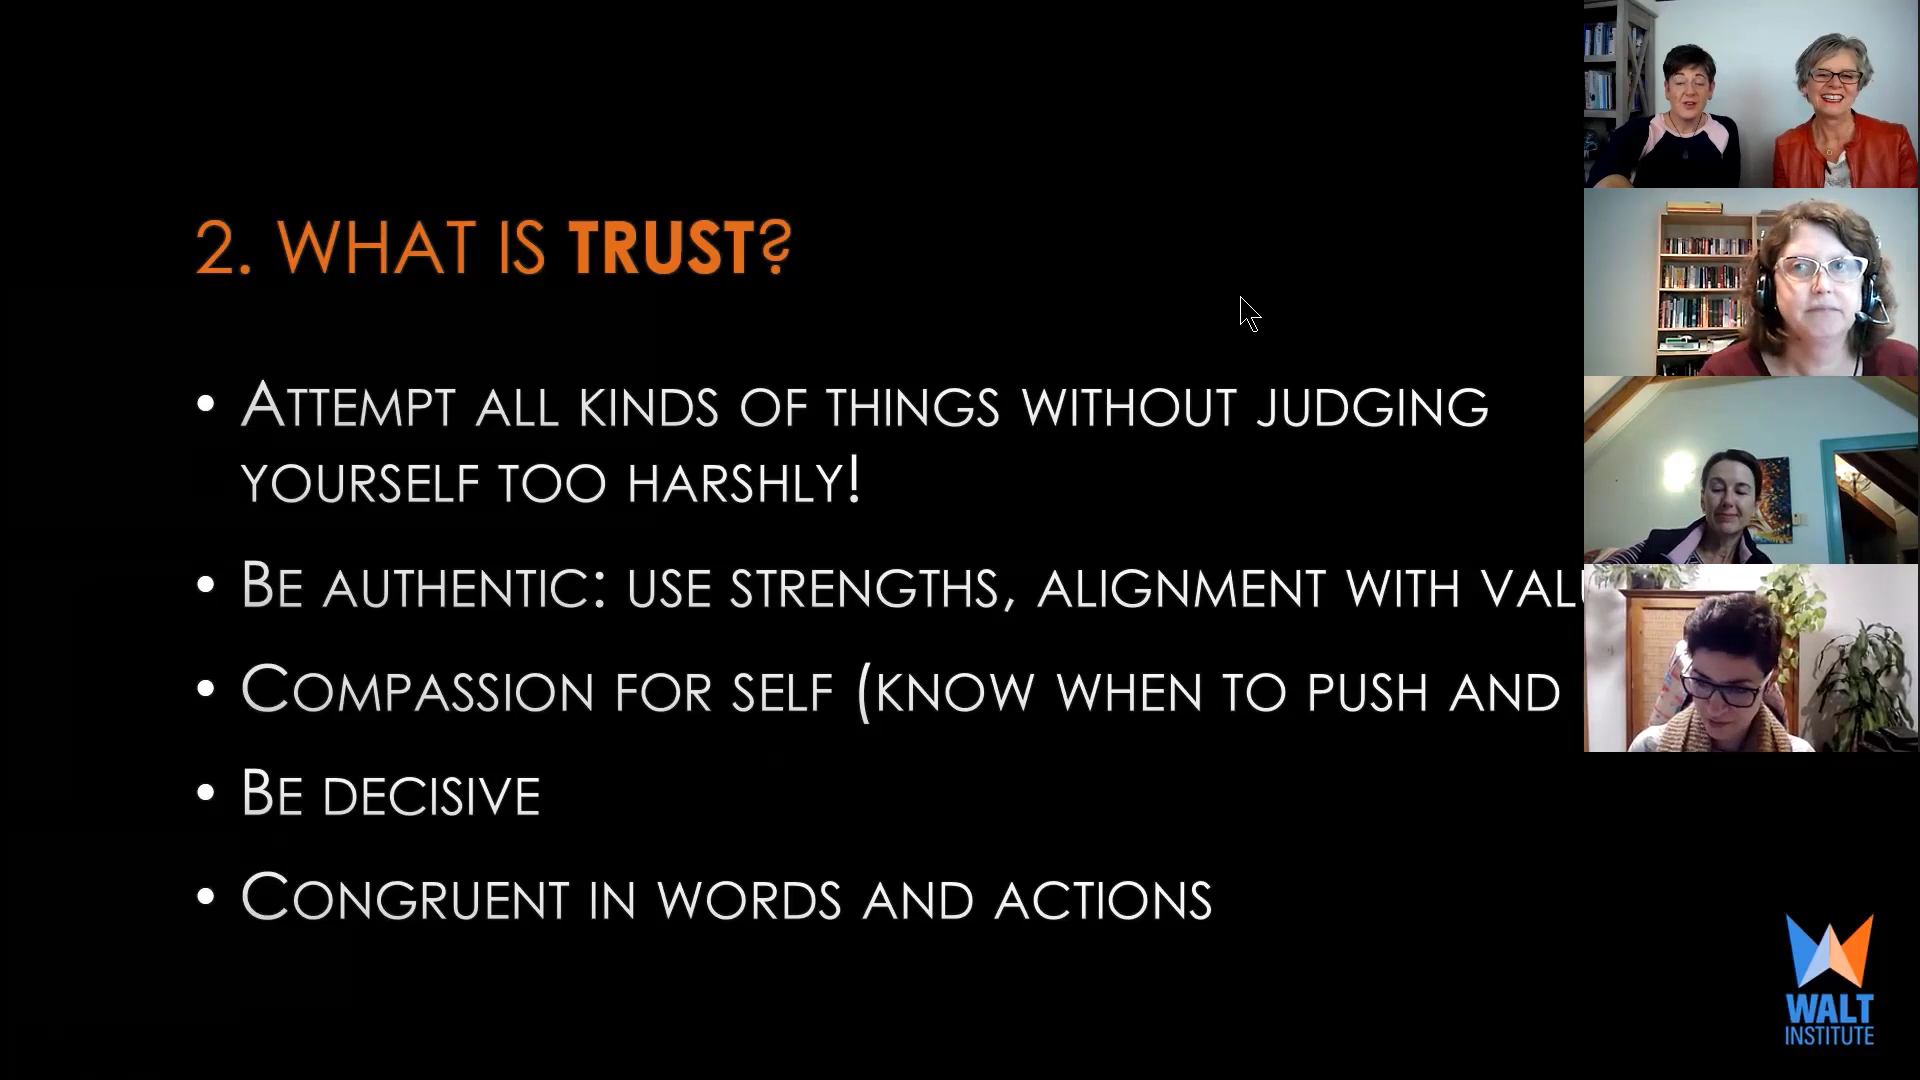 2. WHAT IS TRUST?
• ATTEMPT ALL KINDS OF THINGS WITHOUT JUDGING
YOURSELF TOO HARSHLY!
• BE AUTHENTIC: USE STRENGTHS, ALIGNMENT WITH
• COMPASSION FOR SELF (KNOW WHEN TO PUSH AND
• BE DECISIVE
• CONGRUENT IN WORDS AND ACTIONS
WALT
INSTITUTE